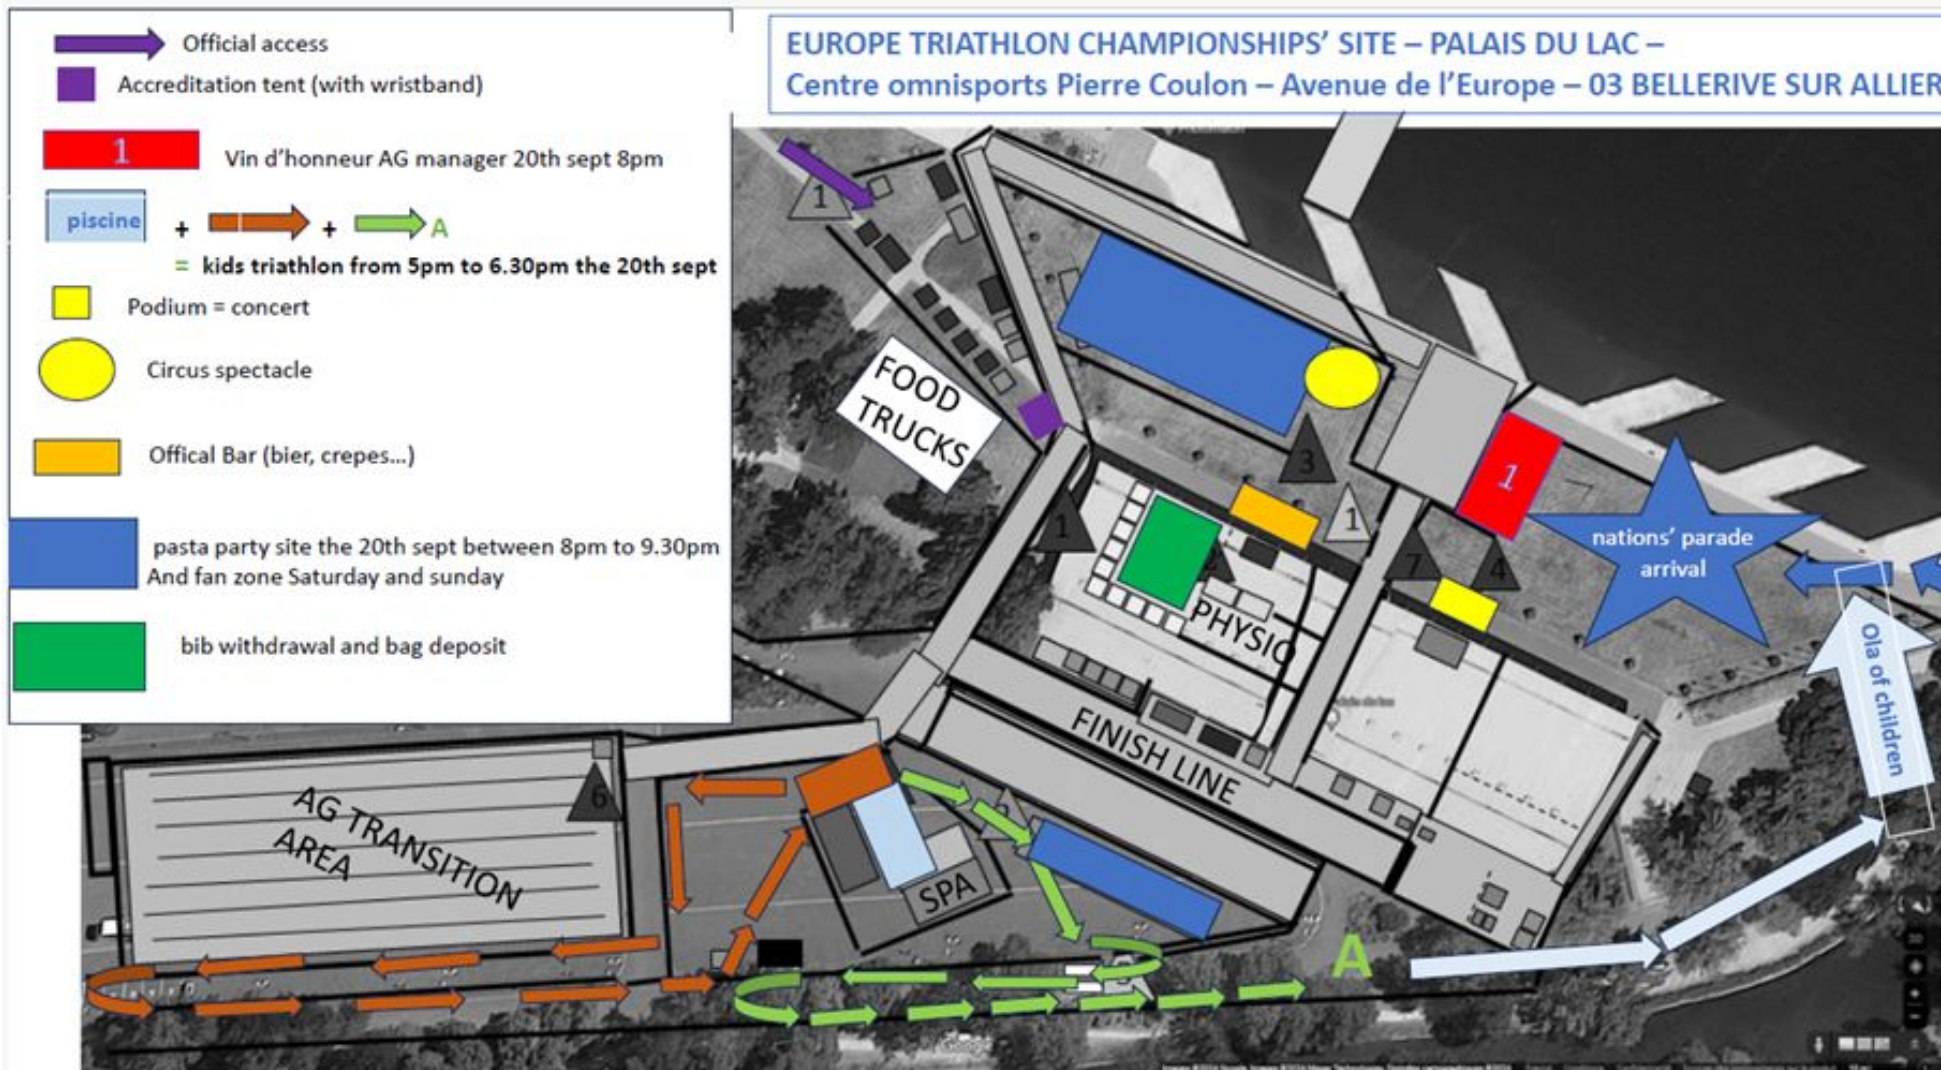 Official access
Accreditation tent (with wristband)
1
Vin d'honneur AG manager 20th sept 8pm
piscine + + A
= kids triathlon from 5pm to 6.30pm the 20th sept
Podium = concert
Circus spectacle
Offical Bar (bier, crepes...)
pasta party site the 20th sept between 8pm to 9.30pm
And fan zone Saturday and sunday
bib withdrawal and bag deposit
EUROPE TRIATHLON CHAMPIONSHIPS' SITE – PALAIS DU LAC –
Centre omnisports Pierre Coulon – Avenue de l'Europe – 03 BELLERIVE SUR ALLIER
1
FOOD
TRUCKS
3
1
1
1
7
4
nations' parade
arrival
PHYSIO
Ola of children
FINISH LINE
6
AG TRANSITION
AREA
SPA
A